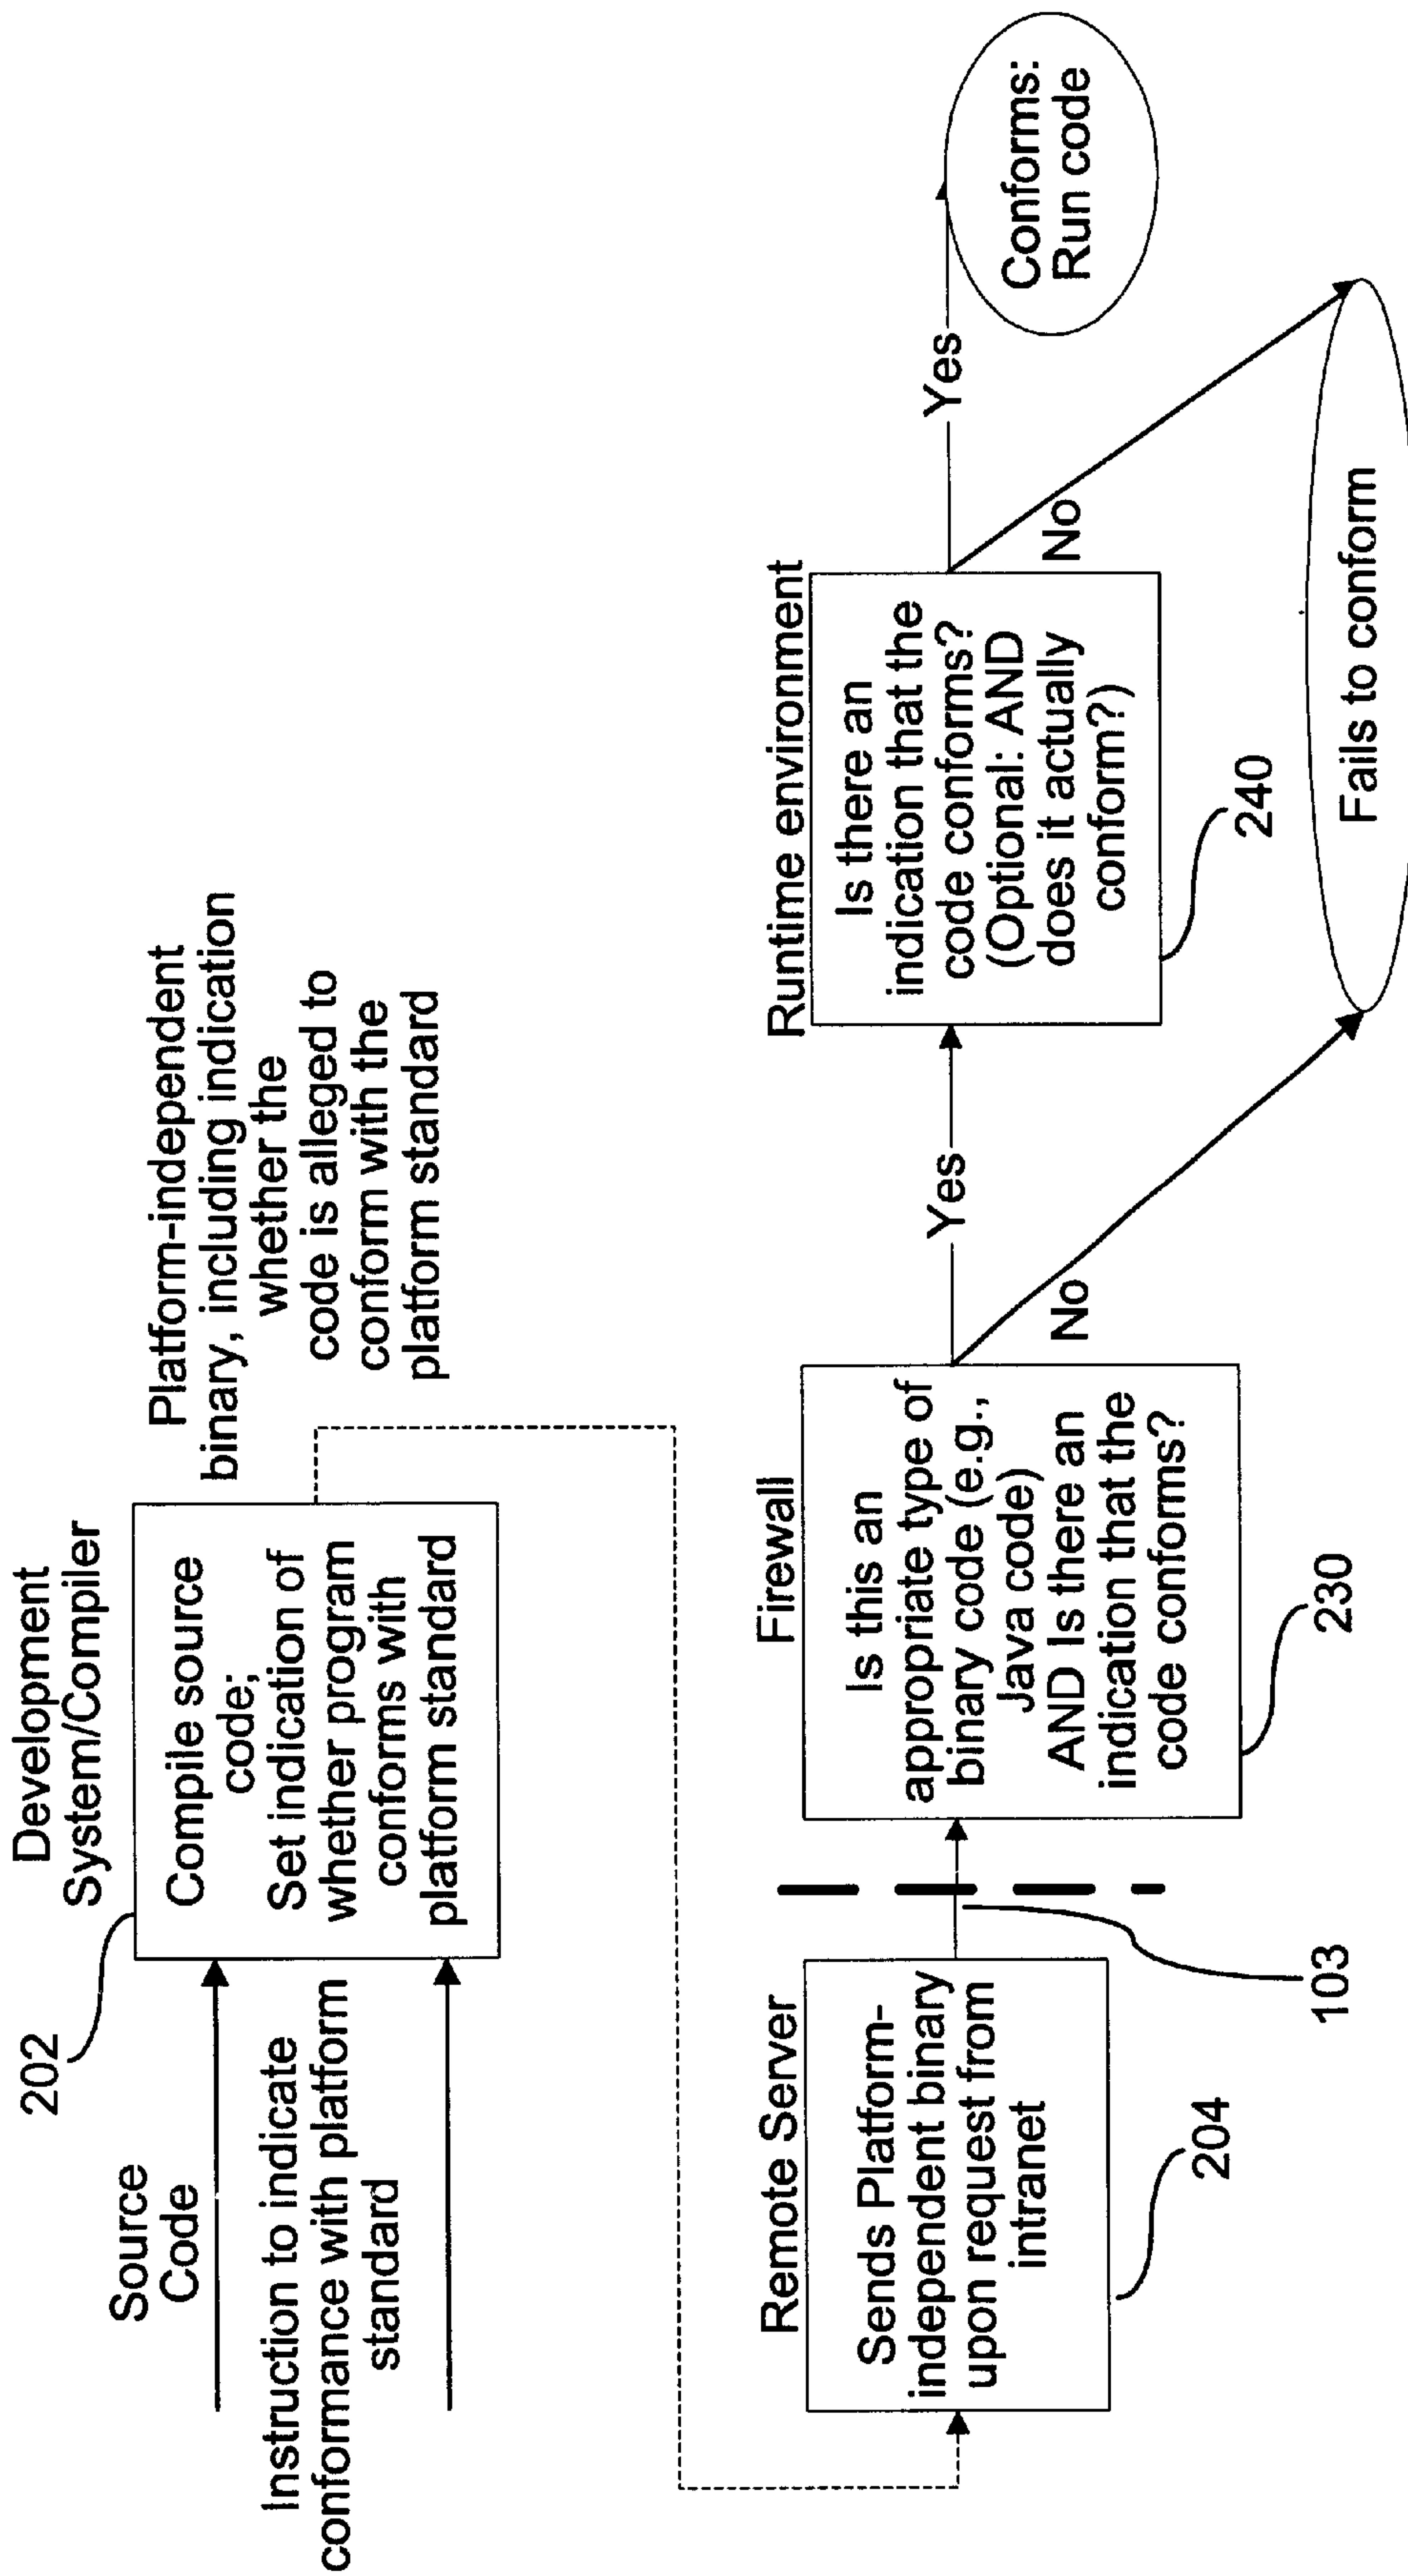 Development
System/Compiler
202
Source
Code
Instruction to indicate
conformance with platform
standard
Compile source
code;
Set indication of
whether program
conforms with
platform standard
Platform-independent
binary, including indication
whether the
code is alleged to
conform with the
platform standard
Remote Server
Sends Platform-
independent binary
upon request from
intranet
204
103
Firewall
Is this an
appropriate type of
binary code (e.g.,
Java code)
AND Is there an
indication that the
code conforms?
230
Yes
No
Runtime environment
Is there an
indication that the
code conforms?
(Optional: AND
does it actually
conform?)
240
Yes
No
Conforms:
Run code
Fails to conform